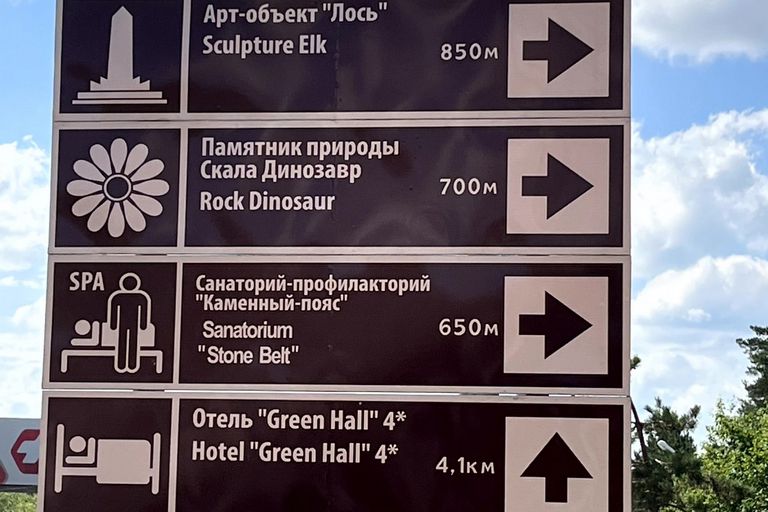 Арт-объект "Лось"
Sculpture Elk
850м
Памятник природы
Скала Динозавр
Rock Dinosaur
700м
SPA
Санаторий-профилакторий
"Каменный-пояс"
Sanatorium
"Stone Belt"
650м
Отель "Green Hall" 4*
Hotel "Green Hall" 4*
4,1км